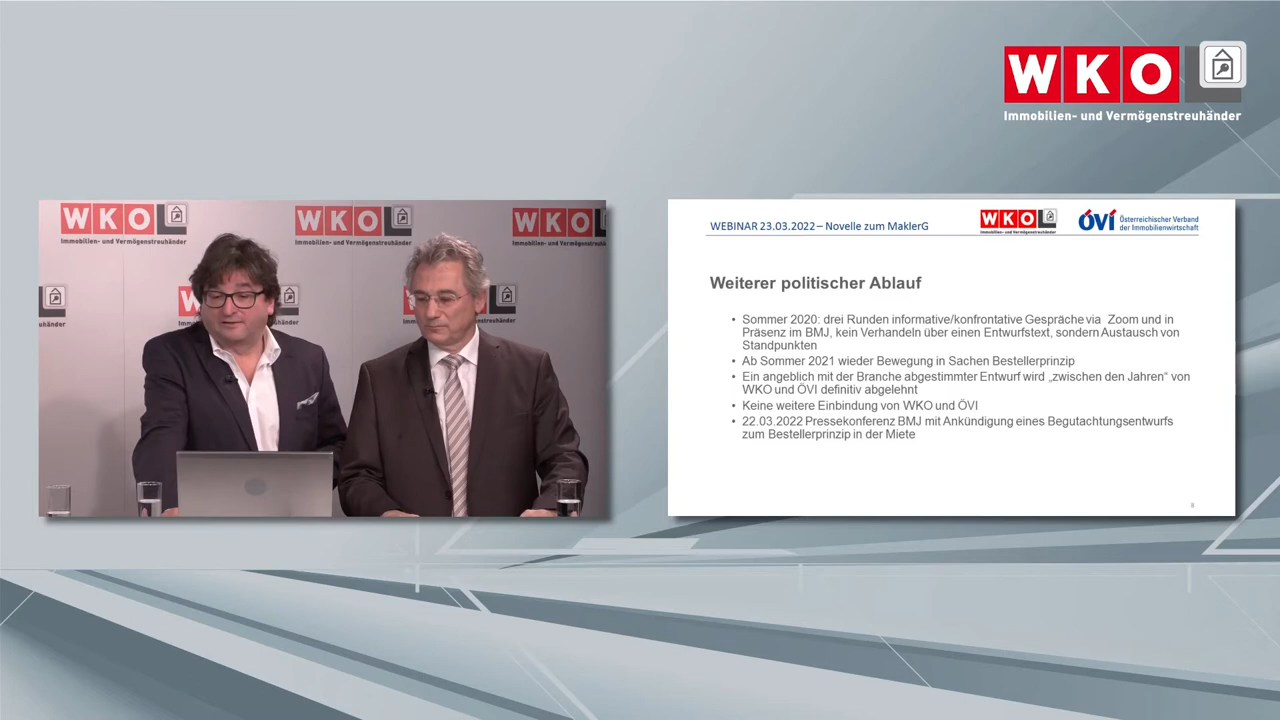 WKO
Immobilien- und Vermögenstreuhänder
WKO
Immobilien- und Vermögenstreuhänder
WKO
Immobilien- und Vermögenstreuhänder
WKO
Immobilien- und Vermögenstreuhänder
treuhänder
WEBINAR 23.03.2022 – Novelle zum MaklerG
WKO
Immobilien- und Vermögenstreuhänder
ÖVI Österreichischer Verband
der Immobilienwirtschaft
Weiterer politischer Ablauf
• Sommer 2020: drei Runden informative/konfrontative Gespräche via Zoom und in
Präsenz im BMJ, kein Verhandeln über einen Entwurfstext, sondern Austausch von
Standpunkten
• Ab Sommer 2021 wieder Bewegung in Sachen Bestellerprinzip
• Ein angeblich mit der Branche abgestimmter Entwurf wird „zwischen den Jahren“ von
WKO und ÖVI definitiv abgelehnt
• Keine weitere Einbindung von WKO und ÖVI
• 22.03.2022 Pressekonferenz BMJ mit Ankündigung eines Begutachtungsentwurfs
zum Bestellerprinzip in der Miete
8